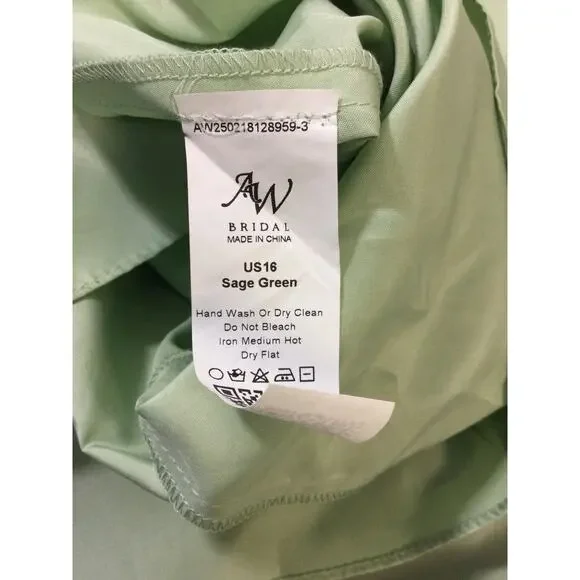 AW250218128959-3
AW
BRIDAL
MADE IN CHINA
US16
Sage Green
Hand Wash Or Dry Clean
Do Not Bleach
Iron Medium Hot
Dry Flat